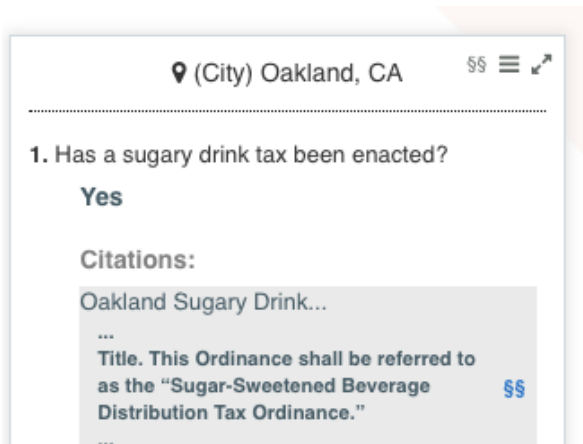 (City) Oakland, CA §§
1. Has a sugary drink tax been enacted?
Yes
Citations:
Oakland Sugary Drink...
...
Title. This Ordinance shall be referred to
as the “Sugar-Sweetened Beverage §§
Distribution Tax Ordinance.”
...